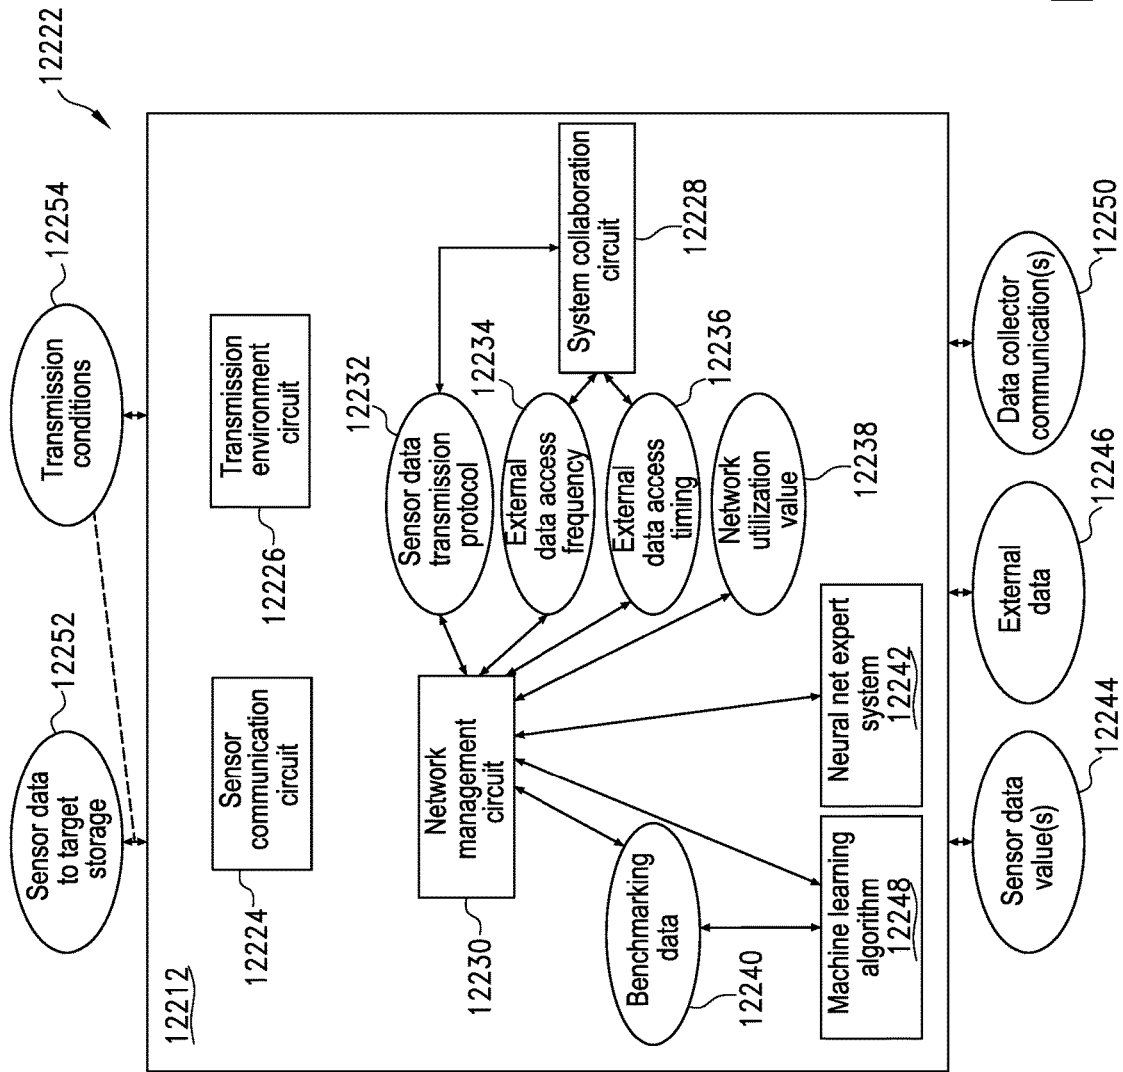 12222
12254
Transmission
conditions
12252
Sensor data
to target
storage
12212
Transmission
environment
circuit
12226
Sensor
communication
circuit
12224
System collaboration
circuit
12228
Sensor data
transmission
protocol
12232
External
data access
frequency
12234
External
data access
timing
12236
Network
utilization
value
12238
Network
management
circuit
12230
Benchmarking
data
12240
Neural net expert
system
12242
Machine learning
algorithm
12248
Data collector
communication(s)
12250
External
data
12246
Sensor data
value(s)
12244